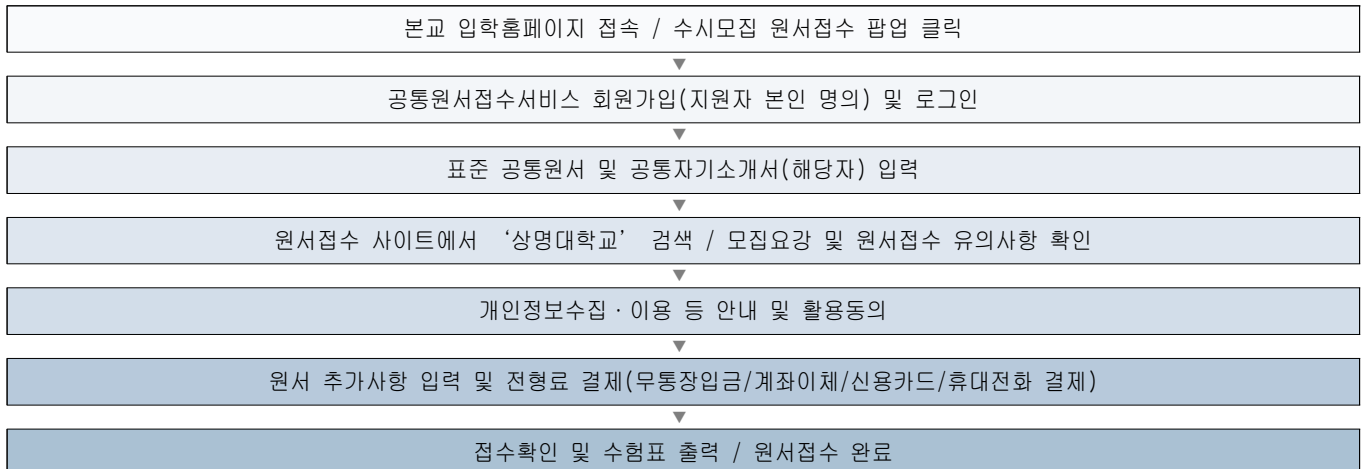 본교 입학홈페이지 접속 / 수시모집 원서접수 팝업 클릭
▼
공통원서접수서비스 회원가입(지원자 본인 명의) 및 로그인
▼
표준 공통원서 및 공통자기소개서(해당자) 입력
▼
원서접수 사이트에서 ‘상명대학교’ 검색 / 모집요강 및 원서접수 유의사항 확인
▼
개인정보수집·이용 등 안내 및 활용동의
▼
원서 추가사항 입력 및 전형료 결제(무통장입금/계좌이체/신용카드/휴대전화 결제)
▼
접수확인 및 수험표 출력 / 원서접수 완료